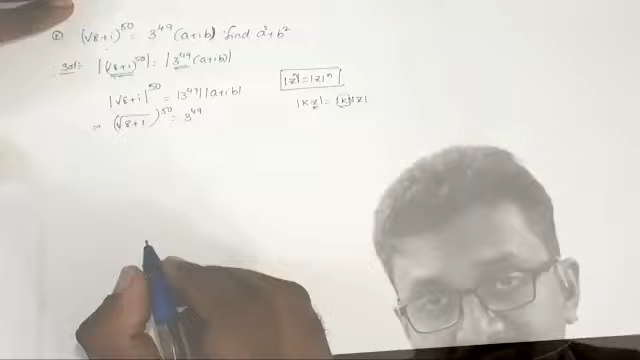 (√8+i)^50 = 3^49 (a+ib) find a²+b²
Sol:- |(√8+i)^50| = |3^49 (a+ib)|
|√8+i|^50 = |3^49| |a+ib|
(√8+1)^50 = 3^49
|z^n| = |z|^n
|kz| = |k||z|